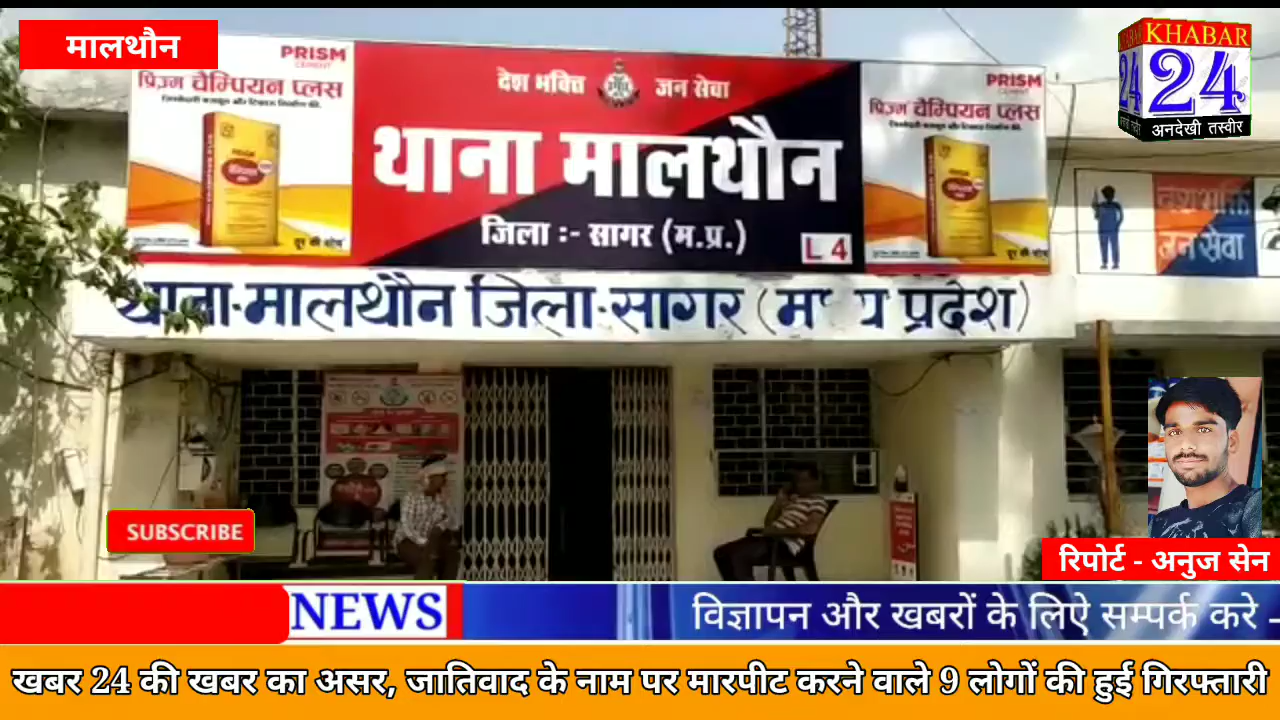 मालथौन
KHABAR
24
24
अनदेखी तस्वीर
PRISM
CEMENT
प्रिज़्म चैम्पियन प्लस
देश भक्ति जन सेवा
PRISM
प्रिज़्म चैम्पियन प्लस
थाना मालथौन
जिला :- सागर (म.प्र.)
L 4
दूर की सोच
दूर की सोच
जन सेवा
थाना-मालथौन जिला-सागर (म य प्रदेश)
SUBSCRIBE
रिपोर्ट - अनुज सेन
NEWS
विज्ञापन और खबरों के लिऐ सम्पर्क करे -
खबर 24 की खबर का असर, जातिवाद के नाम पर मारपीट करने वाले 9 लोगों की हुई गिरफ्तारी